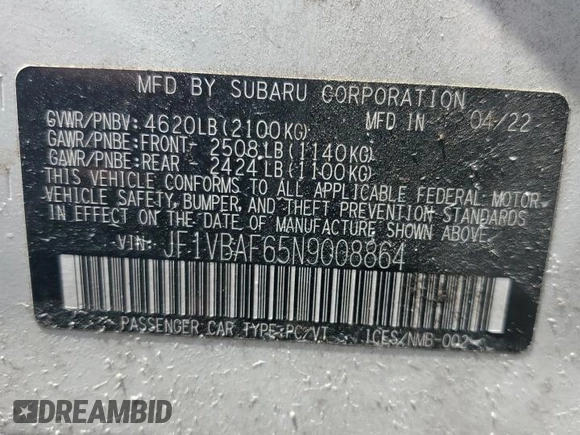 MFD BY SUBARU CORPORATION
GVWR/PNBV: 4620LB (2100KG) MFD IN 04/22
GAWR/PNBE:FRONT- 2508LB (1140KG)
GAWR/PNBE:REAR 2424LB (1100KG)
THIS VEHICLE CONFORMS TO ALL APPLICABLE FEDERAL MOTOR
VEHICLE SAFETY, BUMPER, AND THEFT PREVENTION STANDARDS
IN EFFECT ON THE DATE OF MANUFACTURE SHOWN ABOVE.
VIN: JF1VBAF65N9008864
PASSENGER CAR TYPE:PC/VT ICES/NMB-002
DREAMBID